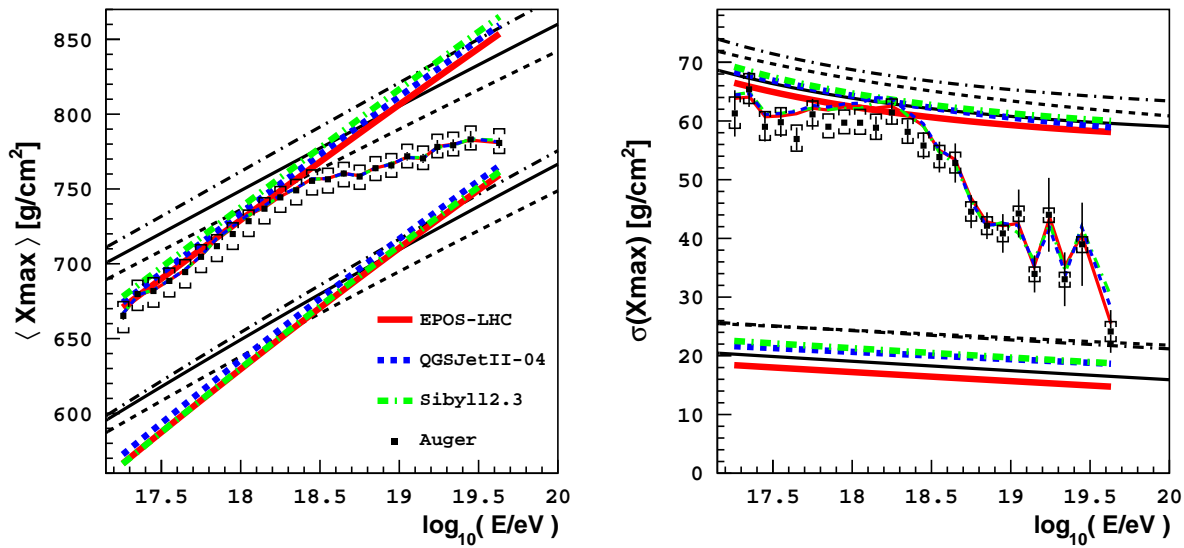 ⟨ Xmax ⟩ [g/cm²]
850
800
750
700
650
600
EPOS-LHC
QGSJetII-04
Sibyll2.3
Auger
17.5 18 18.5 19 19.5 20
log₁₀( E/eV )
σ(Xmax) [g/cm²]
70
60
50
40
30
20
10
0
17.5 18 18.5 19 19.5 20
log₁₀( E/eV )